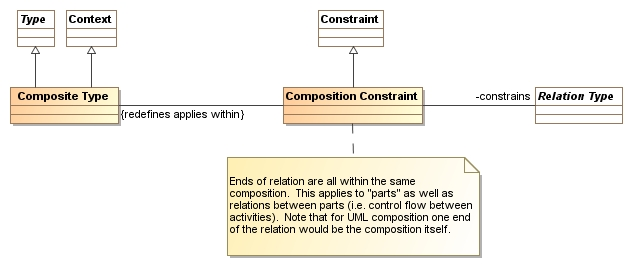 Type
Context
Constraint
Composite Type
Composition Constraint
-constrains
Relation Type
{redefines applies within}
Ends of relation are all within the same
composition.  This applies to "parts" as well as
relations between parts (i.e. control flow between
activities).  Note that for UML composition one end
of the relation would be the composition itself.